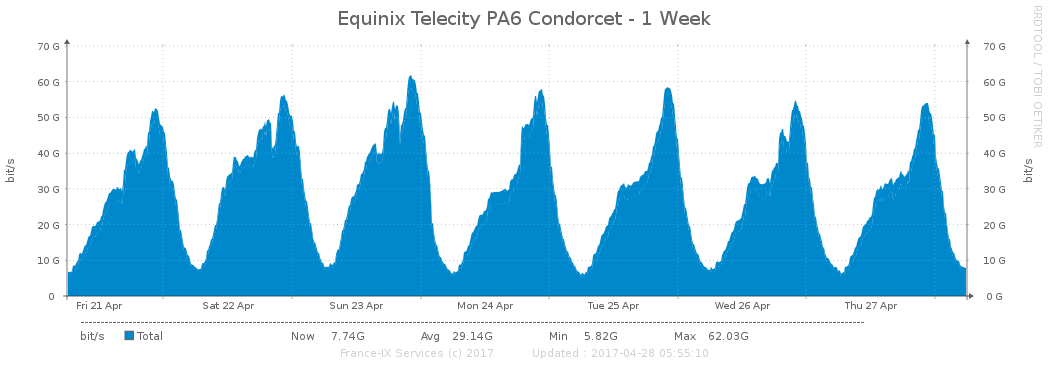 Equinix Telecity PA6 Condorcet - 1 Week
RRDTOOL / TOBI OETIKER
bit/s
70 G
60 G
50 G
40 G
30 G
20 G
10 G
0
70 G
60 G
50 G
40 G
30 G
20 G
10 G
0 G
bit/s
Fri 21 Apr Sat 22 Apr Sun 23 Apr Mon 24 Apr Tue 25 Apr Wed 26 Apr Thu 27 Apr
bit/s Total Now 7.74G Avg 29.14G Min 5.82G Max 62.03G
France-IX Services (c) 2017 Updated : 2017-04-28 05:55:10